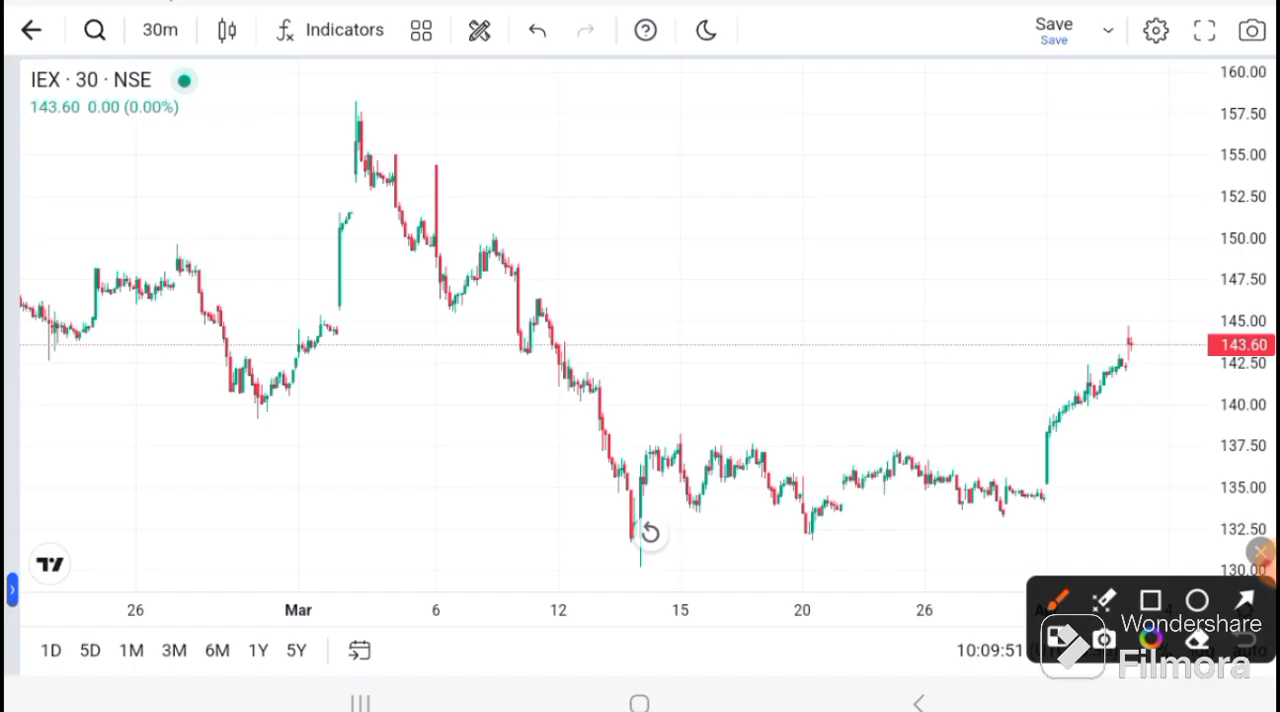 30m
Indicators
Save
Save
IEX · 30 · NSE
143.60 0.00 (0.00%)
160.00
157.50
155.00
152.50
150.00
147.50
145.00
143.60
142.50
140.00
137.50
135.00
132.50
130.00
26
Mar
6
12
15
20
26
4
1D 5D 1M 3M 6M 1Y 5Y
10:09:51
auto
Wondershare
Filmora